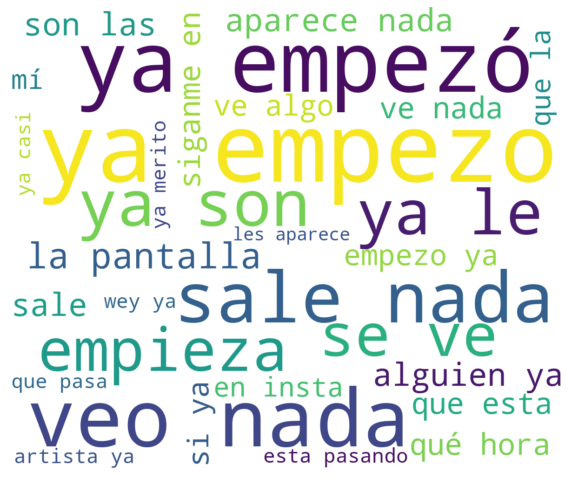 son las
aparece nada
ya empezó
mí
siganme en
que la
ve algo
ve nada
ya casi
ya merito
ya empezo
ya son
ya le
les aparece
la pantalla
empezo ya
sale
wey ya
sale nada
empieza
se ve
que pasa
si ya
en insta
alguien ya
veo nada
que esta
artista ya
esta pasando
qué hora